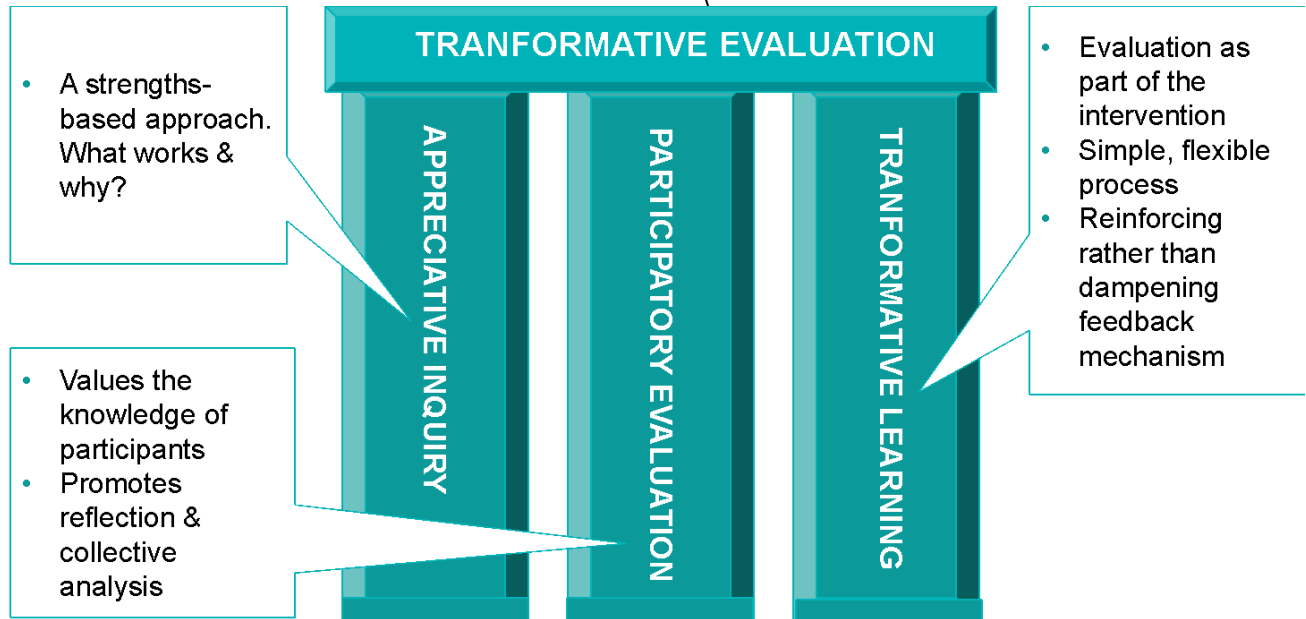 TRANFORMATIVE EVALUATION
• A strengths-
based approach.
What works &
why?
• Values the
knowledge of
participants
• Promotes
reflection &
collective
analysis
APPRECIATIVE INQUIRY
PARTICIPATORY EVALUATION
TRANFORMATIVE LEARNING
• Evaluation as
part of the
intervention
• Simple, flexible
process
• Reinforcing
rather than
dampening
feedback
mechanism